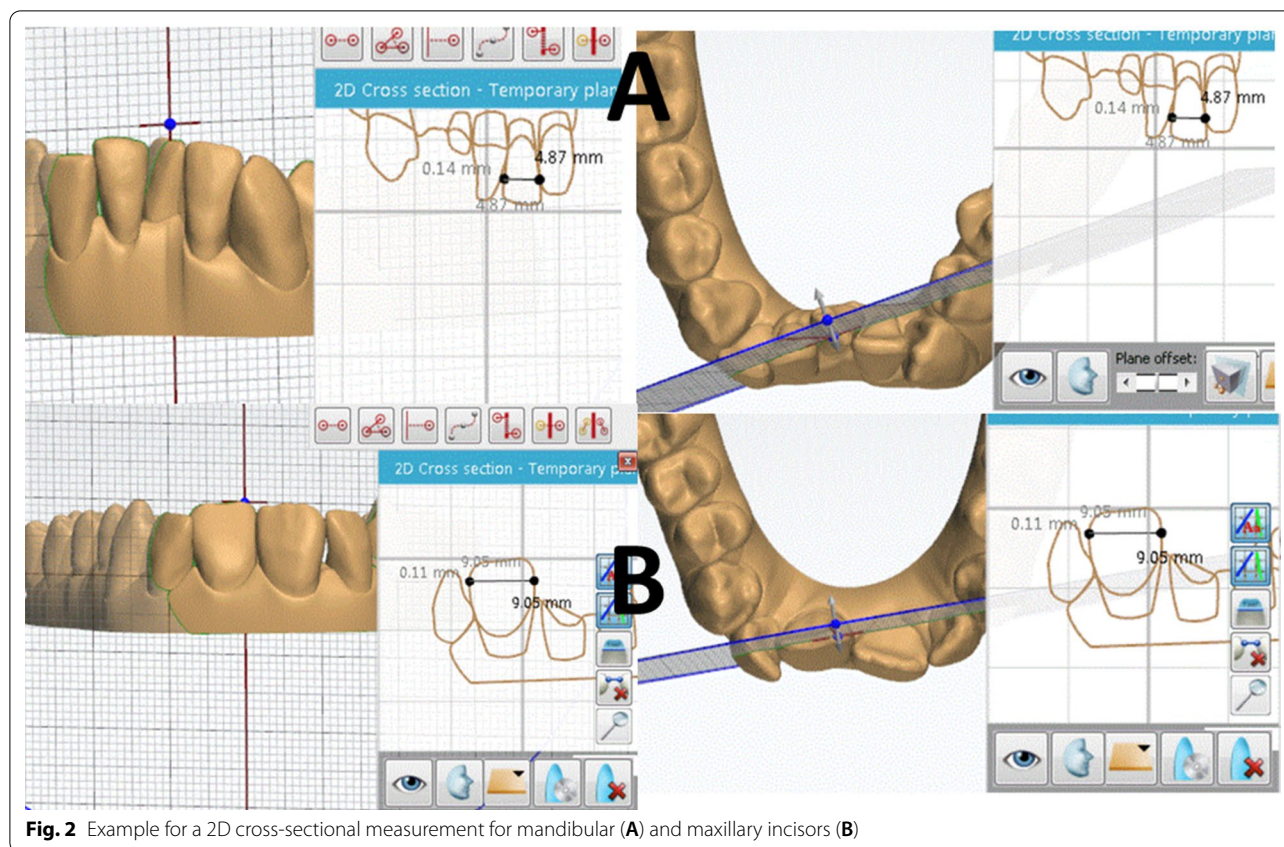 2D Cross section - Temporary plan
0.14 mm
4.87 mm
4.87 mm
A
2D Cross section - Temporary plan
0.14 mm
4.87 mm
4.87 mm
Plane offset:
2D Cross section - Temporary p
9.05 mm
0.11 mm
9.05 mm
B
9.05 mm
0.11 mm
9.05 mm
Aa
Fig. 2 Example for a 2D cross-sectional measurement for mandibular (A) and maxillary incisors (B)